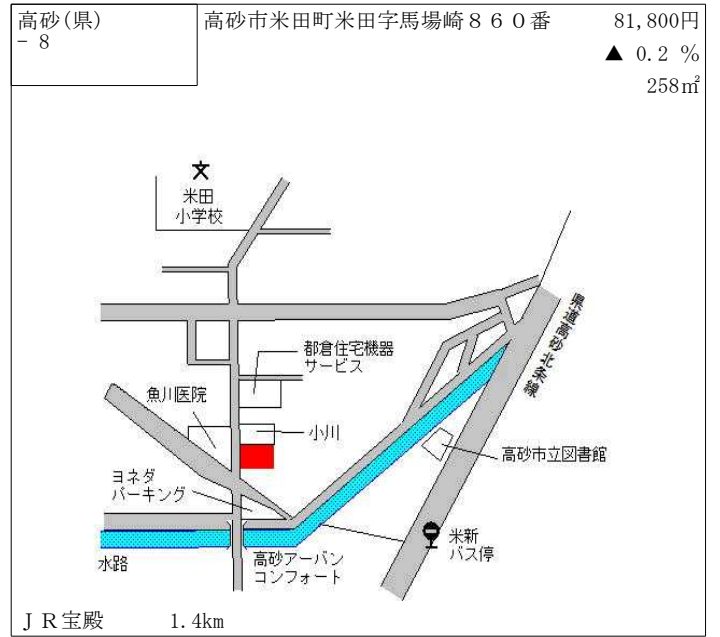 高砂(県)
- 8
高砂市米田町米田字馬場崎８６０番
81,800円
▲ 0.2 %
258㎡
米田
小学校
県道高砂北条線
都倉住宅機器
サービス
魚川医院
小川
高砂市立図書館
ヨネダ
パーキング
米新
バス停
水路
高砂アーバン
コンフォート
ＪＲ宝殿 1.4km